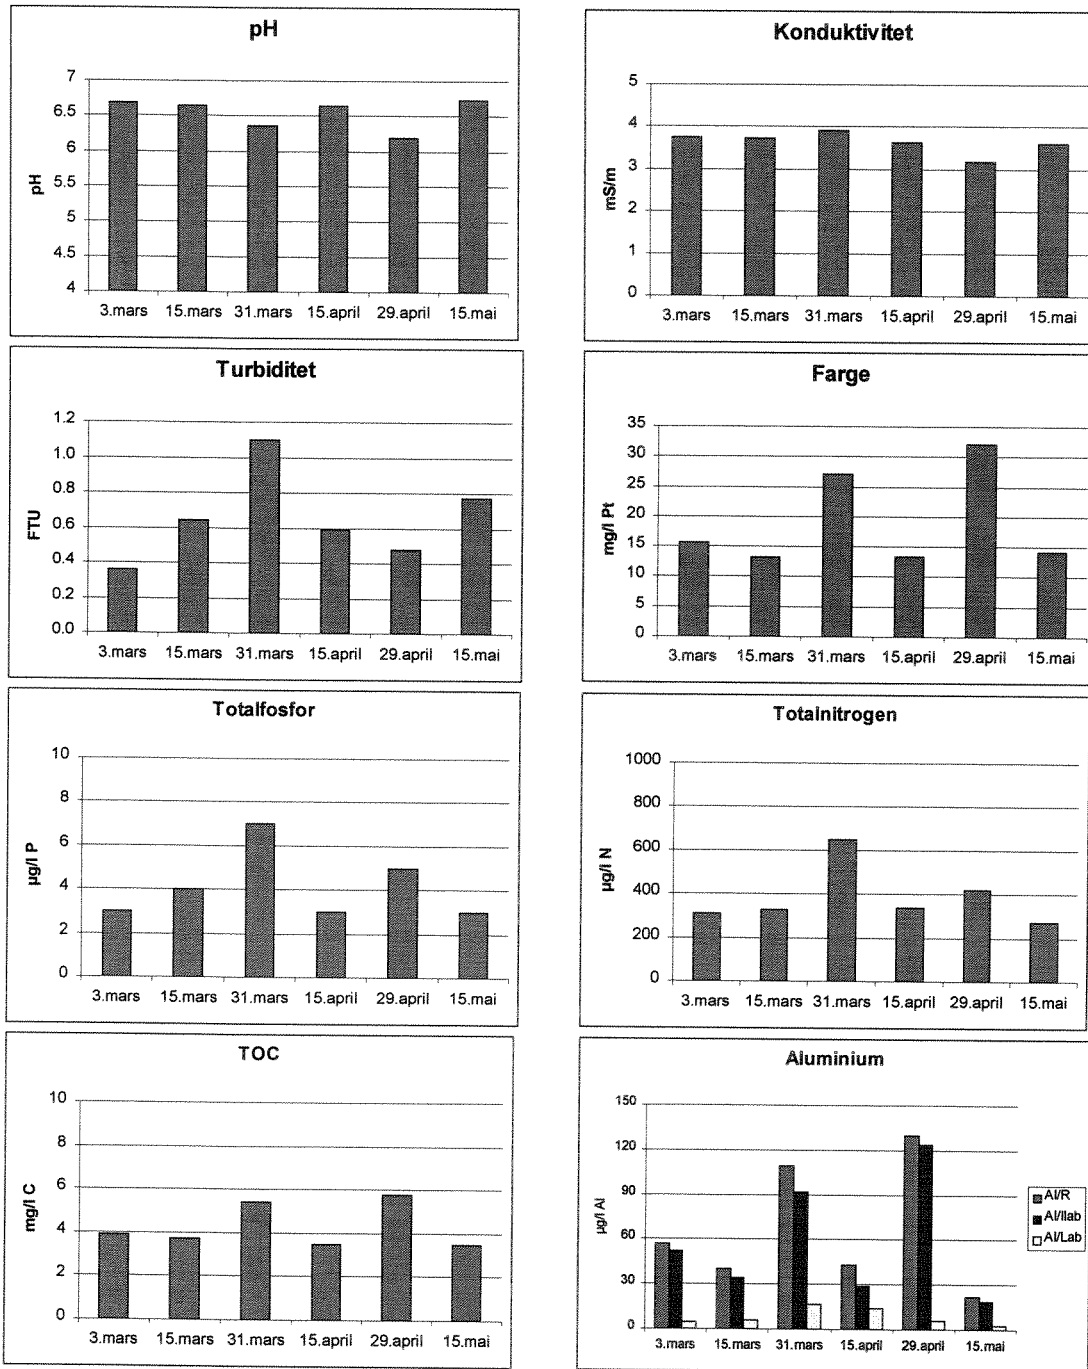 pH
7
6.5
6
5.5
5
4.5
4
pH
3.mars 15.mars 31.mars 15.april 29.april 15.mai
Konduktivitet
5
4
3
2
1
0
mS/m
3.mars 15.mars 31.mars 15.april 29.april 15.mai
Turbiditet
1.2
1.0
0.8
0.6
0.4
0.2
0.0
FTU
3.mars 15.mars 31.mars 15.april 29.april 15.mai
Farge
35
30
25
20
15
10
5
0
mg/l Pt
3.mars 15.mars 31.mars 15.april 29.april 15.mai
Totalfosfor
10
8
6
4
2
0
µg/l P
3.mars 15.mars 31.mars 15.april 29.april 15.mai
Totalnitrogen
1000
800
600
400
200
0
µg/l N
3.mars 15.mars 31.mars 15.april 29.april 15.mai
TOC
10
8
6
4
2
0
mg/l C
3.mars 15.mars 31.mars 15.april 29.april 15.mai
Aluminium
150
120
90
60
30
0
µg/l Al
3.mars 15.mars 31.mars 15.april 29.april 15.mai
Al/R
Al/Ilab
Al/Lab